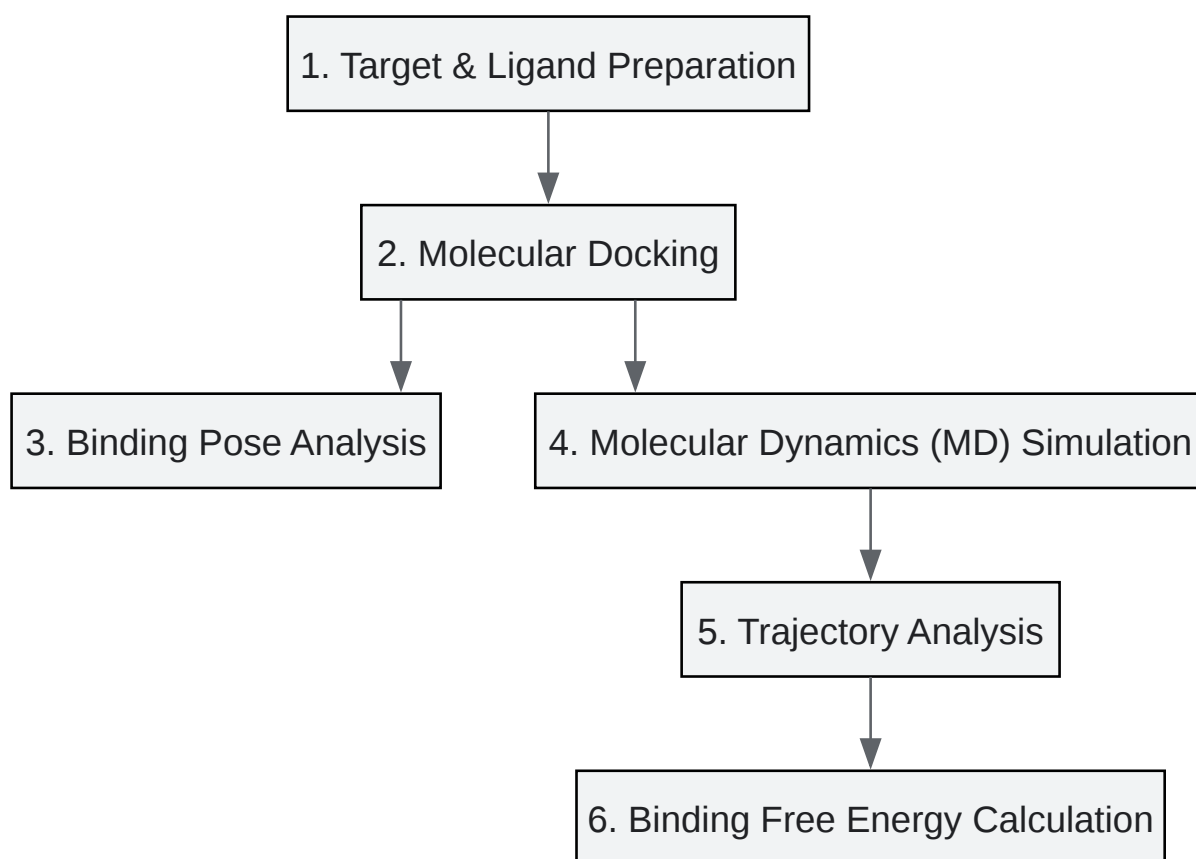 1. Target & Ligand Preparation
2. Molecular Docking
3. Binding Pose Analysis
4. Molecular Dynamics (MD) Simulation
5. Trajectory Analysis
6. Binding Free Energy Calculation